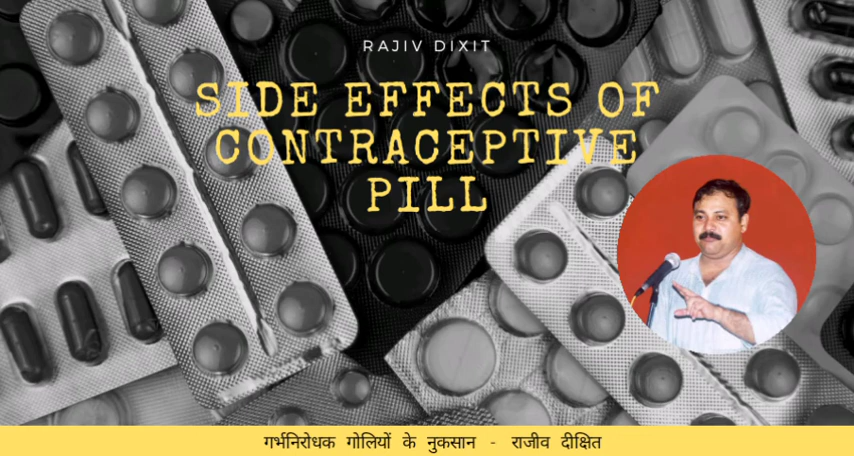 RAJIV DIXIT
SIDE EFFECTS OF
CONTRACEPTIVE
PILL
गर्भनिरोधक गोलियों के नुकसान - राजीव दीक्षित